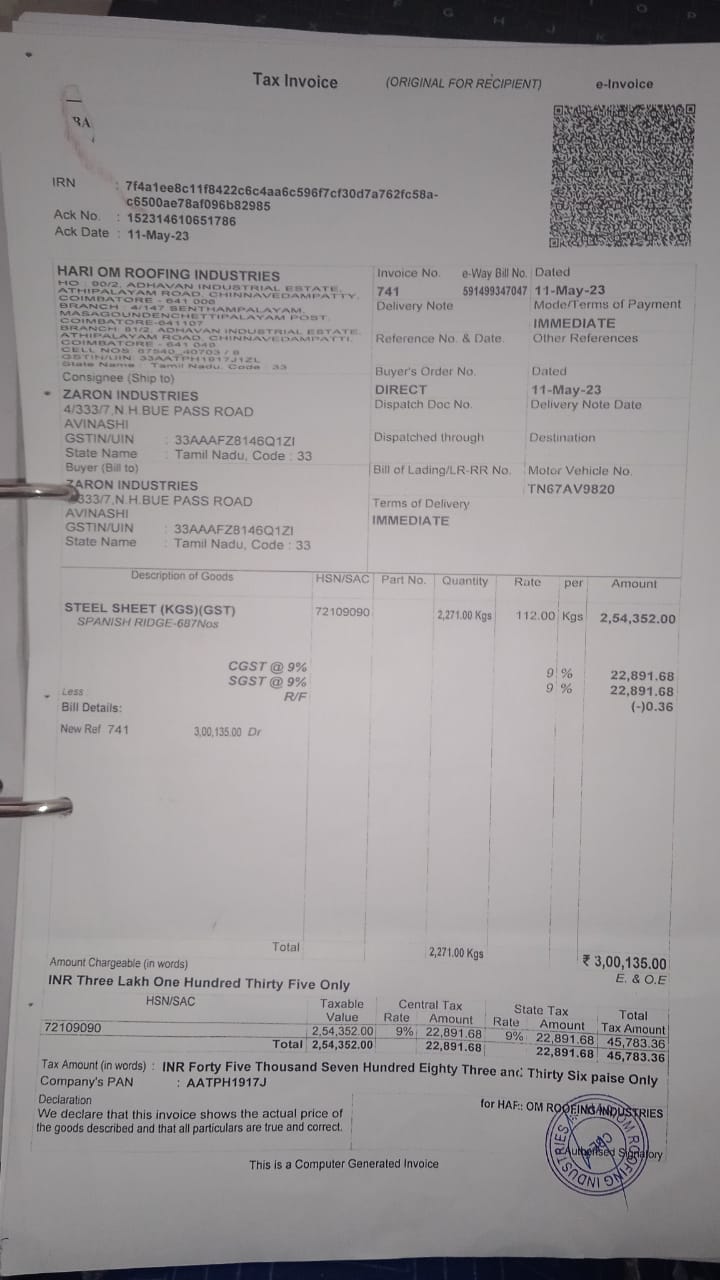 Tax Invoice (ORIGINAL FOR RECIPIENT) e-Invoice
IRN : 7f4a1ee8c11f8422c6c4aa6c596f7cf30d7a762fc58a-
c6500ae78af096b82985
Ack No. : 152314610651786
Ack Date : 11-May-23
HARI OM ROOFING INDUSTRIES
HO : 90/2, ADHAVAN INDUSTRIAL ESTATE,
ATHIPALAYAM ROAD, CHINNAVEDAMPATTY,
COIMBATORE - 641 006
BRANCH : 4/147 SENTHAMPALAYAM,
MASAGOUNDENCHETTIPALAYAM POST,
COIMBATORE-641107
BRANCH 81/2, ADHAVAN INDUSTRIAL ESTATE,
ATHIPALAYAM ROAD, CHINNAVEDAMPATTI,
COIMBATORE - 641 049
CELL NOS: 87540 40703 / 8
GSTIN/UIN: 33AATPH1917J1ZL
State Name : Tamil Nadu, Code : 33
Invoice No. e-Way Bill No. Dated
741 591499347047 11-May-23
Delivery Note Mode/Terms of Payment
IMMEDIATE
Reference No. & Date. Other References
Buyer's Order No. Dated
DIRECT 11-May-23
Dispatch Doc No. Delivery Note Date
Dispatched through Destination
Bill of Lading/LR-RR No. Motor Vehicle No.
TN67AV9820
Terms of Delivery
IMMEDIATE
Consignee (Ship to)
ZARON INDUSTRIES
4/333/7,N.H.BUE PASS ROAD
AVINASHI
GSTIN/UIN : 33AAAFZ8146Q1ZI
State Name : Tamil Nadu, Code : 33
Buyer (Bill to)
ZARON INDUSTRIES
333/7,N.H.BUE PASS ROAD
AVINASHI
GSTIN/UIN : 33AAAFZ8146Q1ZI
State Name : Tamil Nadu, Code : 33
Description of Goods HSN/SAC Part No. Quantity Rate per Amount
STEEL SHEET (KGS)(GST) 72109090 2,271.00 Kgs 112.00 Kgs 2,54,352.00
SPANISH RIDGE-687Nos
CGST @ 9% 9 % 22,891.68
SGST @ 9% 9 % 22,891.68
Less : R/F (-)0.36
Bill Details:
New Ref 741 3,00,135.00 Dr
Total 2,271.00 Kgs ₹ 3,00,135.00
Amount Chargeable (in words) E. & O.E
INR Three Lakh One Hundred Thirty Five Only
HSN/SAC Taxable Value Central Tax Rate Amount State Tax Rate Amount Total Tax Amount
72109090 2,54,352.00 9% 22,891.68 9% 22,891.68 45,783.36
Total 2,54,352.00 22,891.68 22,891.68 45,783.36
Tax Amount (in words) : INR Forty Five Thousand Seven Hundred Eighty Three and Thirty Six paise Only
Company's PAN : AATPH1917J
Declaration
We declare that this invoice shows the actual price of
the goods described and that all particulars are true and correct.
for HARI OM ROOFING INDUSTRIES
Authorised Signatory
This is a Computer Generated Invoice